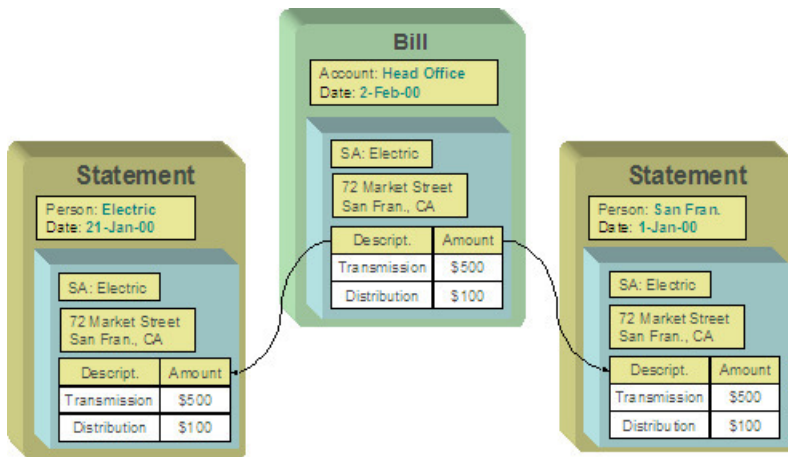 Bill
Account: Head Office
Date: 2-Feb-00
SA: Electric
72 Market Street
San Fran., CA
Descript. Amount
Transmission $500
Distribution $100
Statement
Person: Electric
Date: 21-Jan-00
SA: Electric
72 Market Street
San Fran., CA
Descript. Amount
Transmission $500
Distribution $100
Statement
Person: San Fran.
Date: 1-Jan-00
SA: Electric
72 Market Street
San Fran., CA
Descript. Amount
Transmission $500
Distribution $100